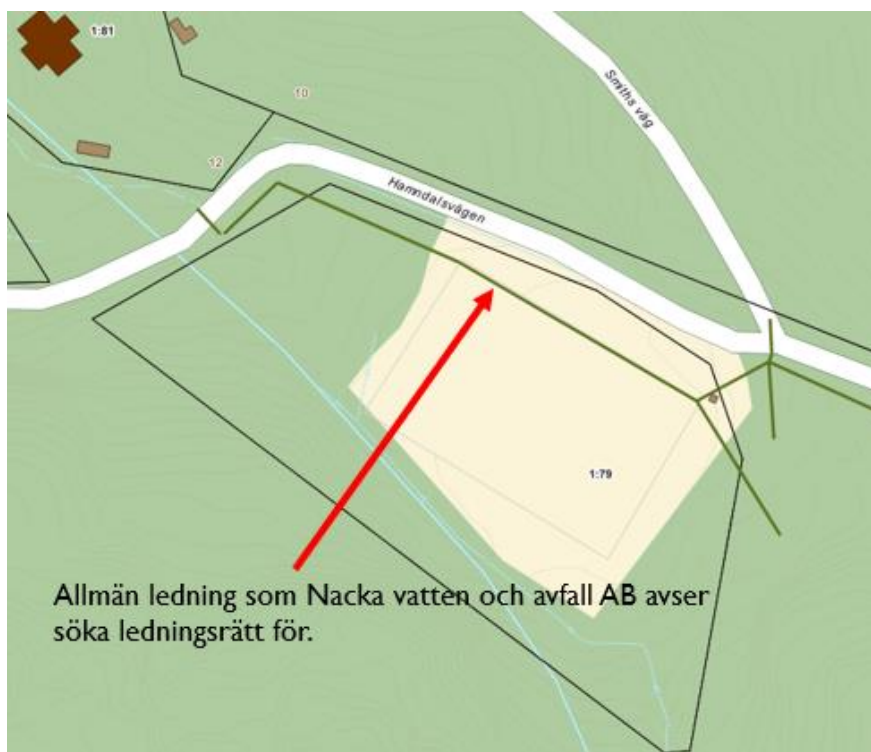 1:81
10
Smiths väg
12
Hamndalsvägen
1:79
Allmän ledning som Nacka vatten och avfall AB avser
söka ledningsrätt för.